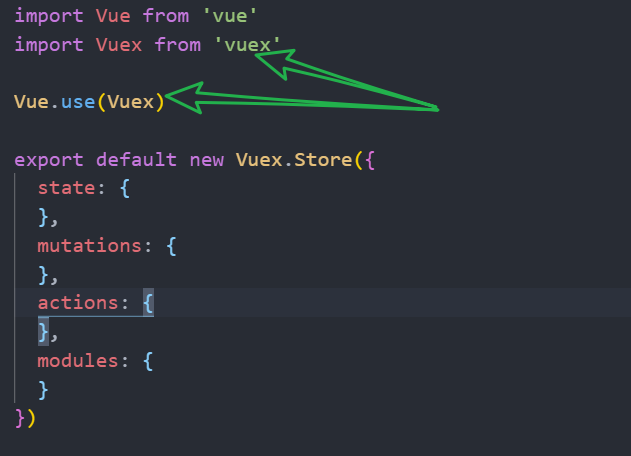 import Vue from 'vue'
import Vuex from 'vuex'
Vue.use(Vuex)
export default new Vuex.Store({
state: {
},
mutations: {
},
actions: {
},
modules: {
}
})